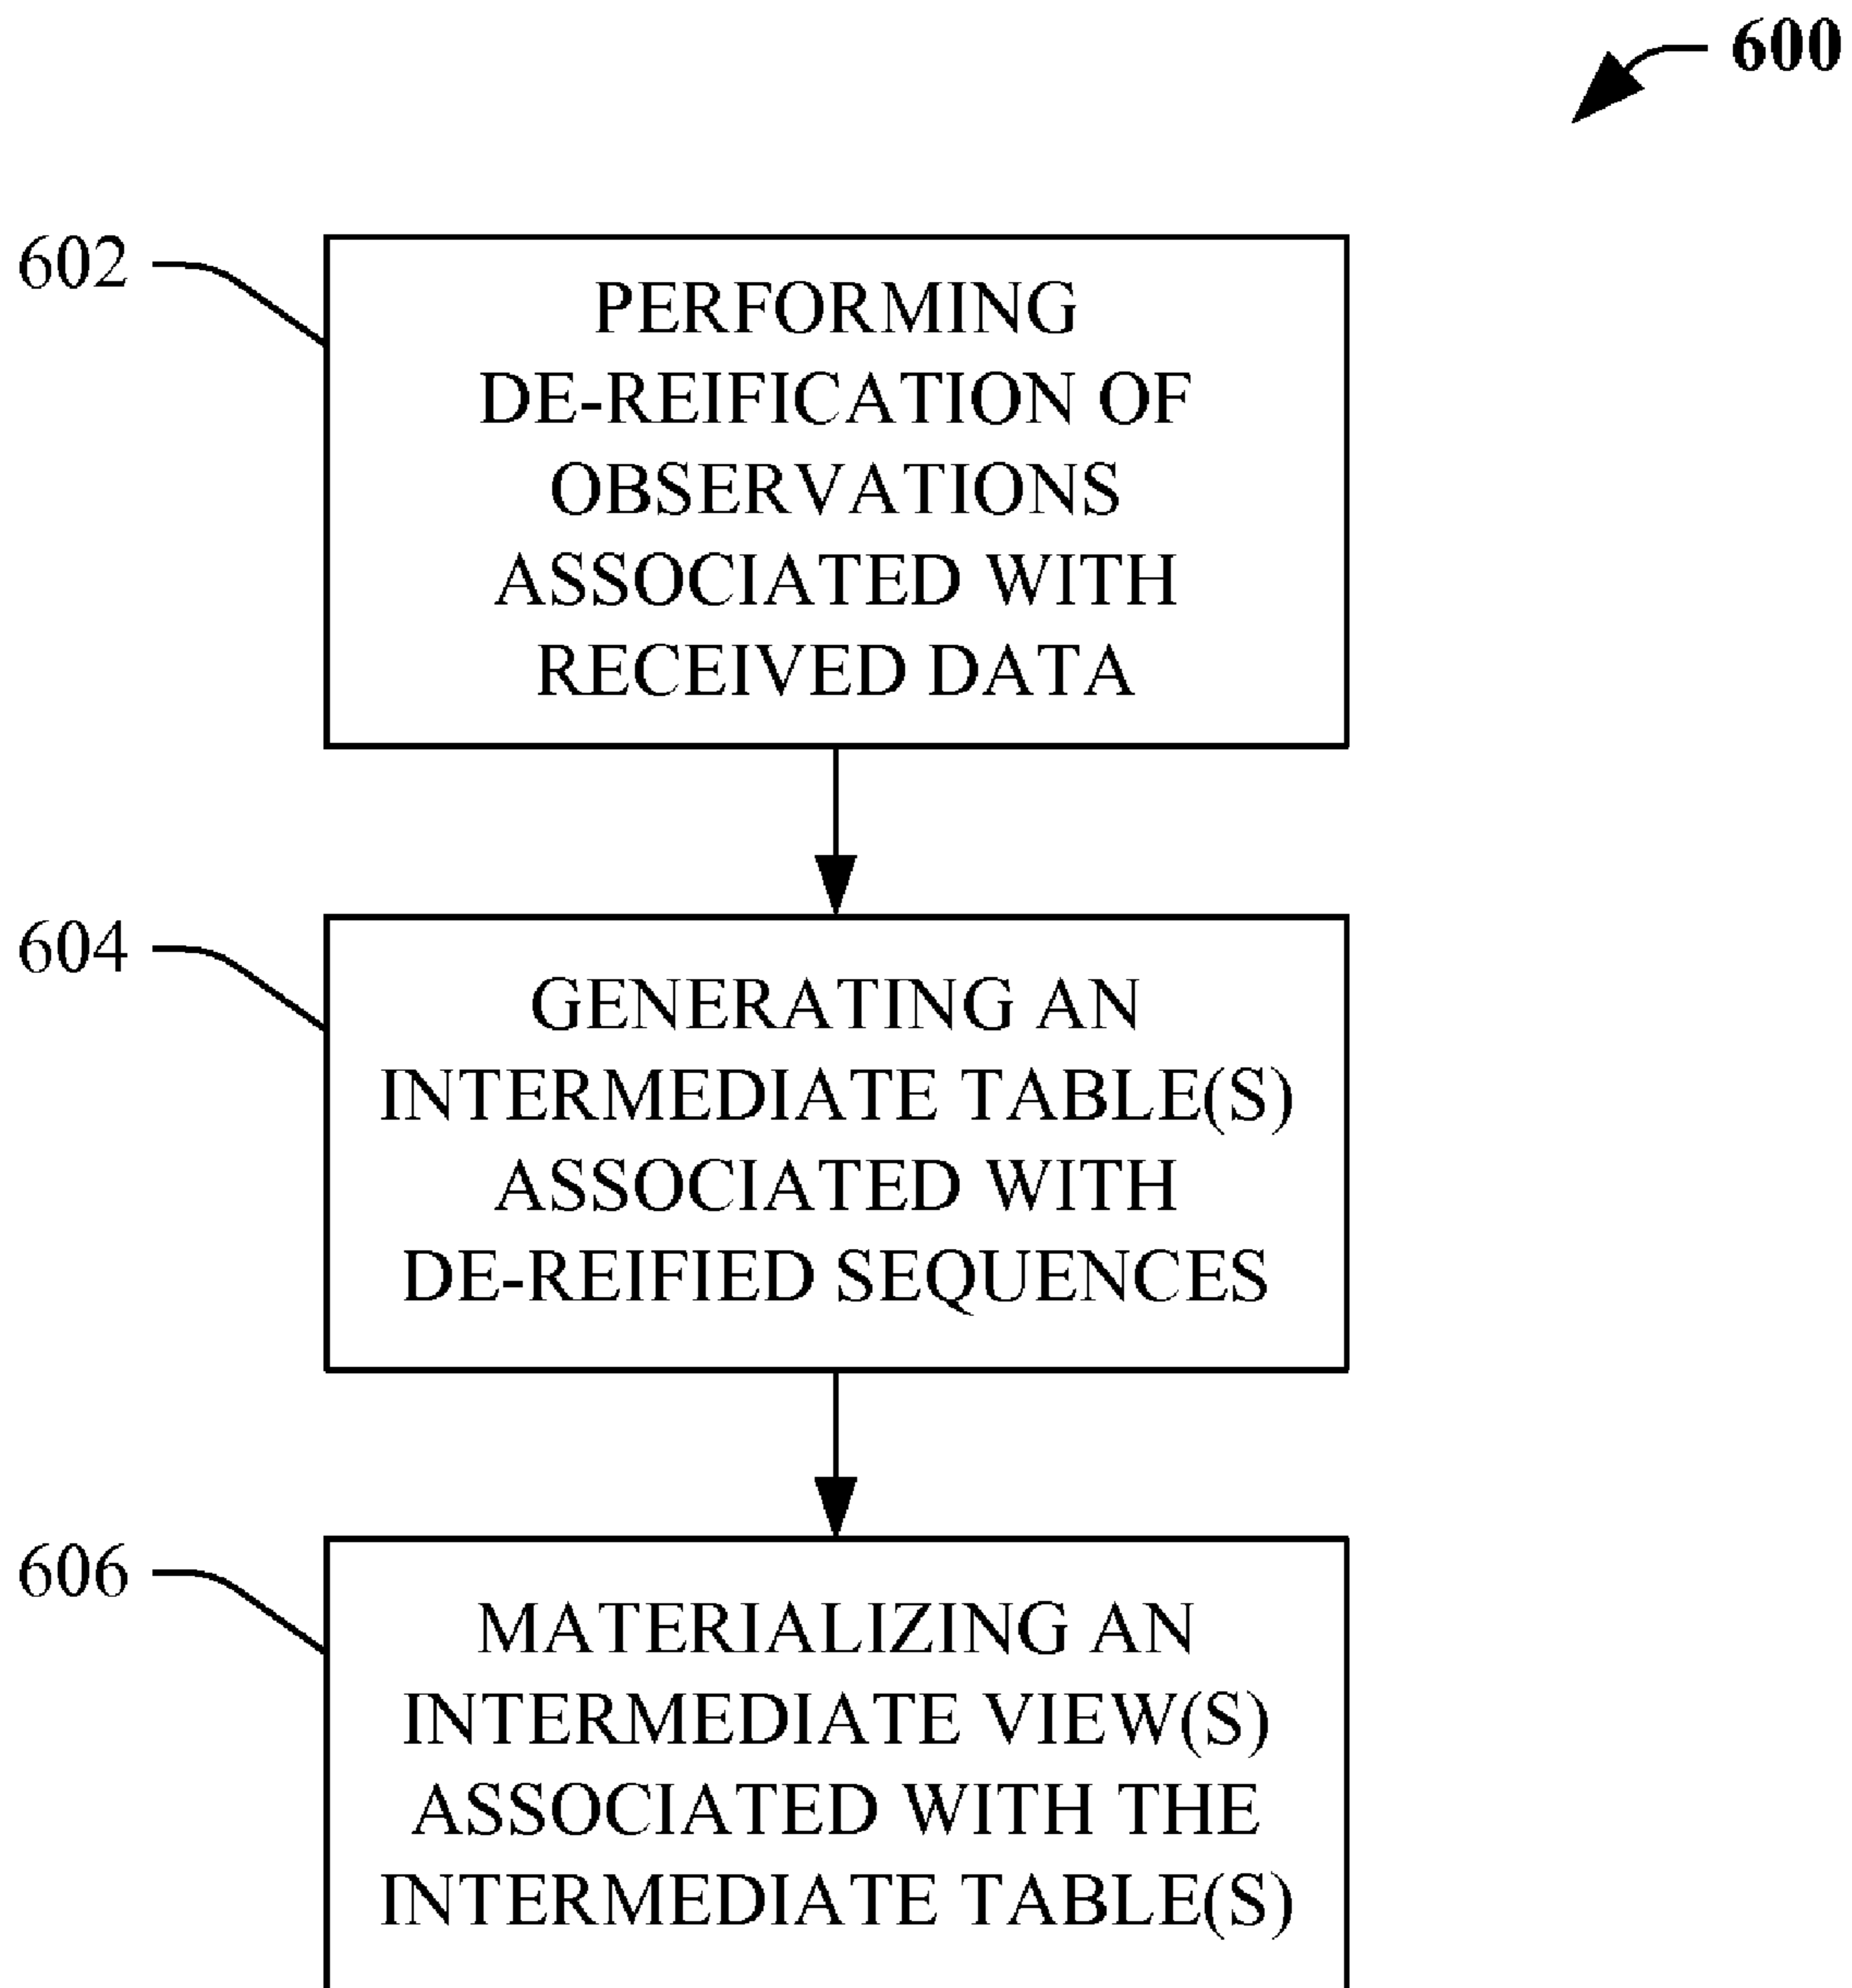 600
602
PERFORMING
DE-REIFICATION OF
OBSERVATIONS
ASSOCIATED WITH
RECEIVED DATA
604
GENERATING AN
INTERMEDIATE TABLE(S)
ASSOCIATED WITH
DE-REIFIED SEQUENCES
606
MATERIALIZING AN
INTERMEDIATE VIEW(S)
ASSOCIATED WITH THE
INTERMEDIATE TABLE(S)